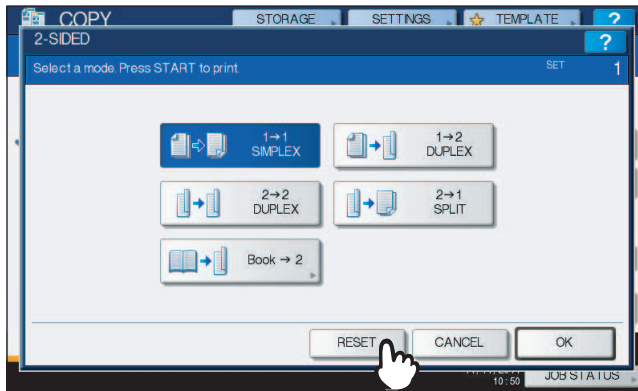 COPY STORAGE SETTINGS TEMPLATE ?
2-SIDED ?
Select a mode. Press START to print. SET 1
1→1
SIMPLEX
1→2
DUPLEX
2→2
DUPLEX
2→1
SPLIT
Book → 2
RESET CANCEL OK
10:50 JOB STATUS